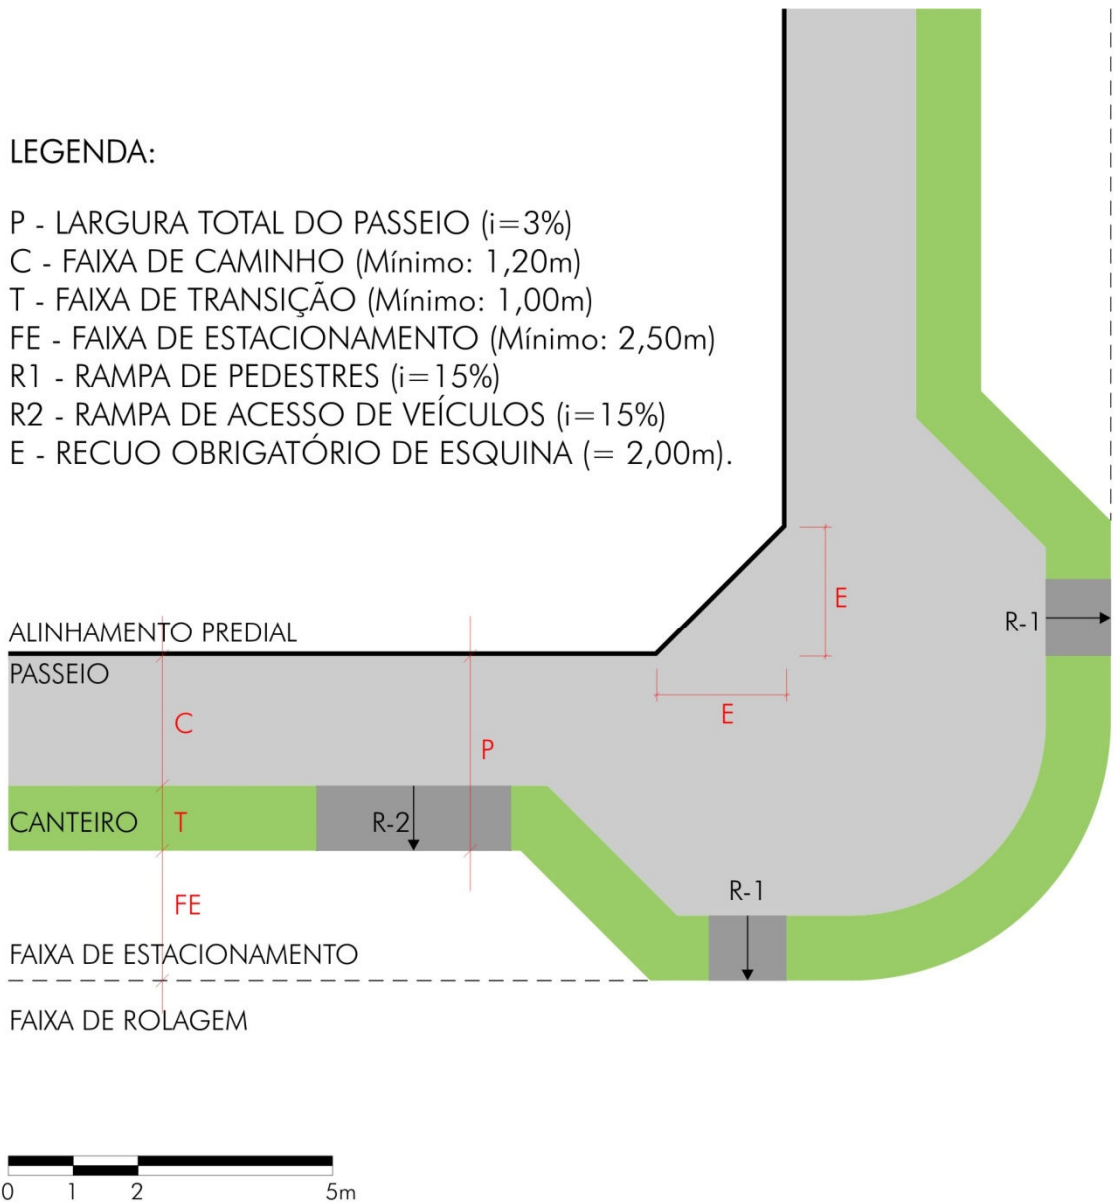 LEGENDA:
P - LARGURA TOTAL DO PASSEIO (i=3%)
C - FAIXA DE CAMINHO (Mínimo: 1,20m)
T - FAIXA DE TRANSIÇÃO (Mínimo: 1,00m)
FE - FAIXA DE ESTACIONAMENTO (Mínimo: 2,50m)
R1 - RAMPA DE PEDESTRES (i=15%)
R2 - RAMPA DE ACESSO DE VEÍCULOS (i=15%)
E - RECUO OBRIGATÓRIO DE ESQUINA (= 2,00m).
E
R-1
ALINHAMENTO PREDIAL
PASSEIO
C
E
P
CANTEIRO
T
R-2
R-1
FE
FAIXA DE ESTACIONAMENTO
FAIXA DE ROLAGEM
0 1 2 5m